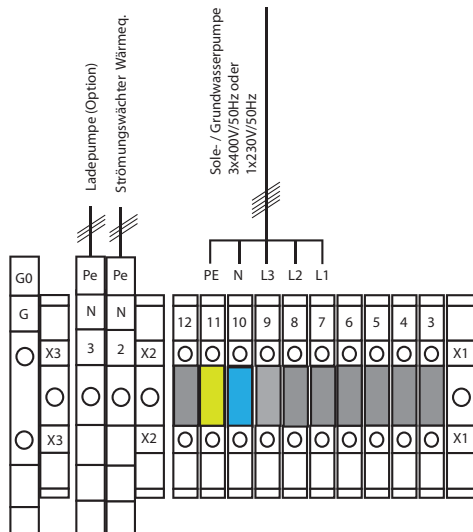 Ladepumpe (Option)
Strömungswächter Wärmeq.
Sole- / Grundwasserpumpe
3x400V/50Hz oder
1x230V/50Hz
PE N L3 L2 L1
G0 Pe Pe
G N N
12 11 10 9 8 7 6 5 4 3
X3 3 2 X2 X1
X3 X2 X1